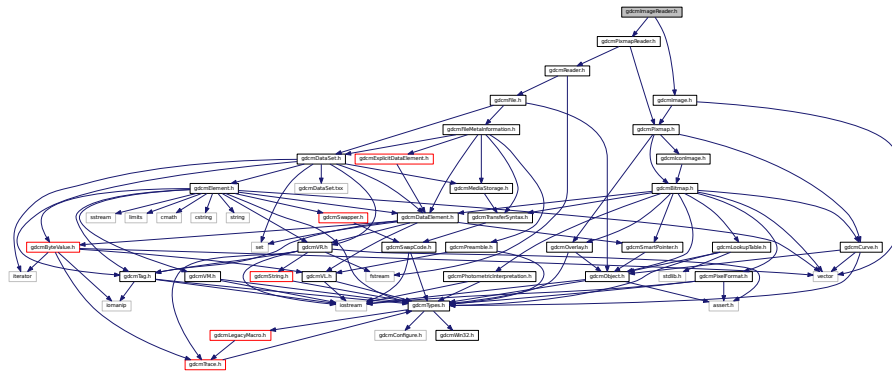 gdcmImageReader.h
gdcmPixmapReader.h
gdcmReader.h
gdcmFile.h
gdcmImage.h
gdcmFileMetaInformation.h
gdcmPixmap.h
gdcmDataSet.h
gdcmExplicitDataElement.h
gdcmIconImage.h
gdcmElement.h
gdcmDataSet.txx
gdcmMediaStorage.h
gdcmBitmap.h
sstream
limits
cmath
cstring
string
gdcmSwapper.h
gdcmDataElement.h
gdcmTransferSyntax.h
gdcmByteValue.h
set
gdcmVR.h
gdcmSwapCode.h
gdcmPreamble.h
gdcmOverlay.h
gdcmSmartPointer.h
gdcmLookupTable.h
gdcmCurve.h
iterator
gdcmTag.h
gdcmVM.h
gdcmString.h
gdcmVL.h
fstream
gdcmPhotometricInterpretation.h
gdcmObject.h
stdlib.h
gdcmPixelFormat.h
vector
iomanip
iostream
gdcmTypes.h
assert.h
gdcmLegacyMacro.h
gdcmConfigure.h
gdcmWin32.h
gdcmTrace.h